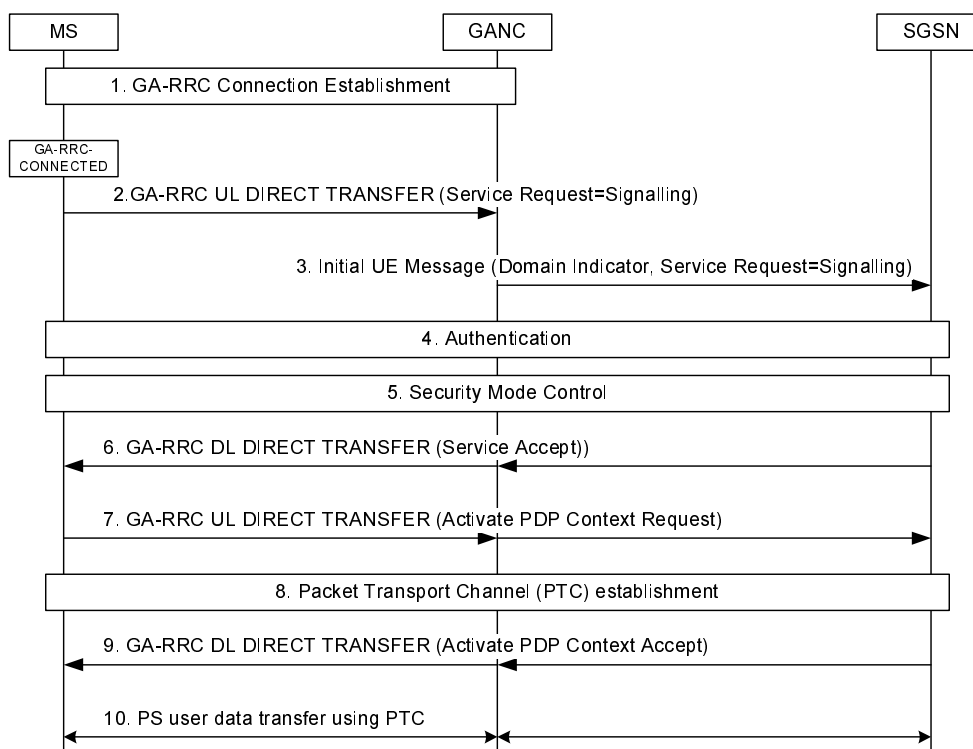 MS
GANC
SGSN
1. GA-RRC Connection Establishment
GA-RRC-
CONNECTED
2.GA-RRC UL DIRECT TRANSFER (Service Request=Signalling)
3. Initial UE Message (Domain Indicator, Service Request=Signalling)
4. Authentication
5. Security Mode Control
6. GA-RRC DL DIRECT TRANSFER (Service Accept))
7. GA-RRC UL DIRECT TRANSFER (Activate PDP Context Request)
8. Packet Transport Channel (PTC) establishment
9. GA-RRC DL DIRECT TRANSFER (Activate PDP Context Accept)
10. PS user data transfer using PTC